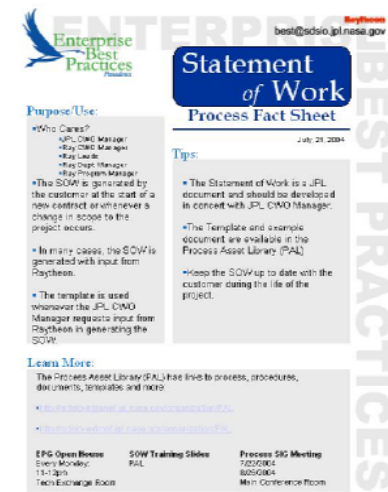 Raytheon
best@sdsio.jpl.nasa.gov
ENTERPRISE
BEST PRACTICES
Enterprise
Best
Practices
Statement
of Work
Process Fact Sheet
July 21, 2004
Purpose/Use:
•Who Cares?
•JPL CWO Manager
•Ray CWO Manager
•Ray Leads
•Ray Dept Manager
•Ray Program Manager
•The SOW is generated by
the customer at the start of a
new contract or whenever a
change in scope to the
project occurs.
• In many cases, the SOW is
generated with input from
Raytheon.
• The template is used
whenever the JPL CWO
Manager requests input from
Raytheon in generating the
SOW.
Tips:
• The Statement of Work is a JPL
document and should be developed
in concert with JPL CWO Manager.
•The Template and example
document are available in the
Process Asset Library (PAL)
•Keep the SOW up to date with the
customer during the life of the
project.
Learn More:
The Process Asset Library (PAL) has links to process, procedures,
documents, templates and more:
EPG Open House
Every Monday:
11-12pm
Tech Exchange Room
SOW Training Slides
PAL
Process SIG Meeting
7/22/2004
8/25/2004
Main Conference Room